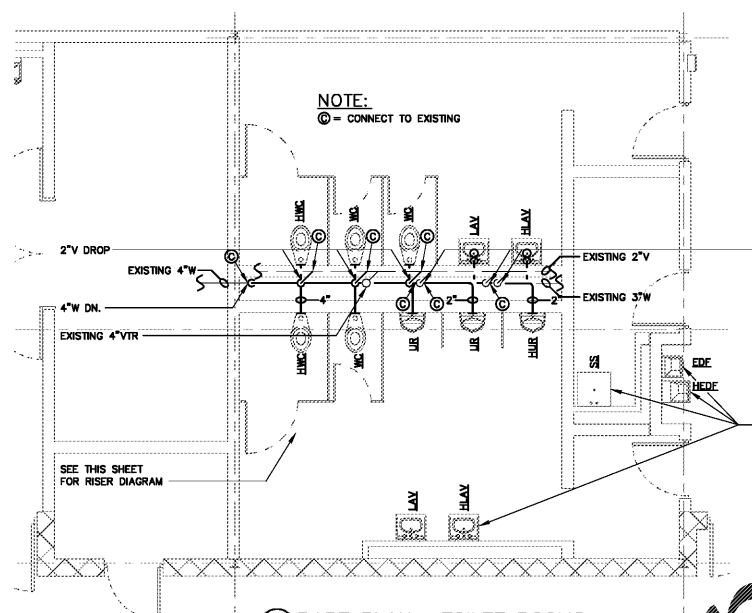 NOTE:
Ⓒ = CONNECT TO EXISTING
HWC
WC
WC
LAV
HLAV
C
C
C
2"V DROP
C
EXISTING 2"V
EXISTING 4"W
4"W DN.
4"
C
C
2"
C
2"
EXISTING 3"W
EXISTING 4"VTR
HWC
WC
UR
UR
HUR
SS
EDF
HEDF
SEE THIS SHEET
FOR RISER DIAGRAM
LAV
HLAV